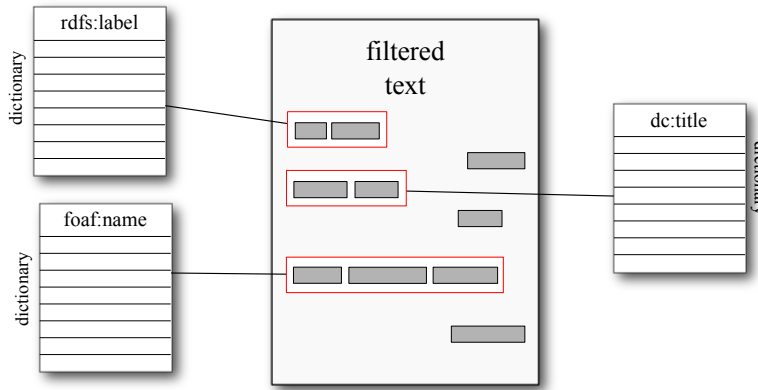 rdfs:label
dictionary
filtered
text
dc:title
dictionary
foaf:name
dictionary